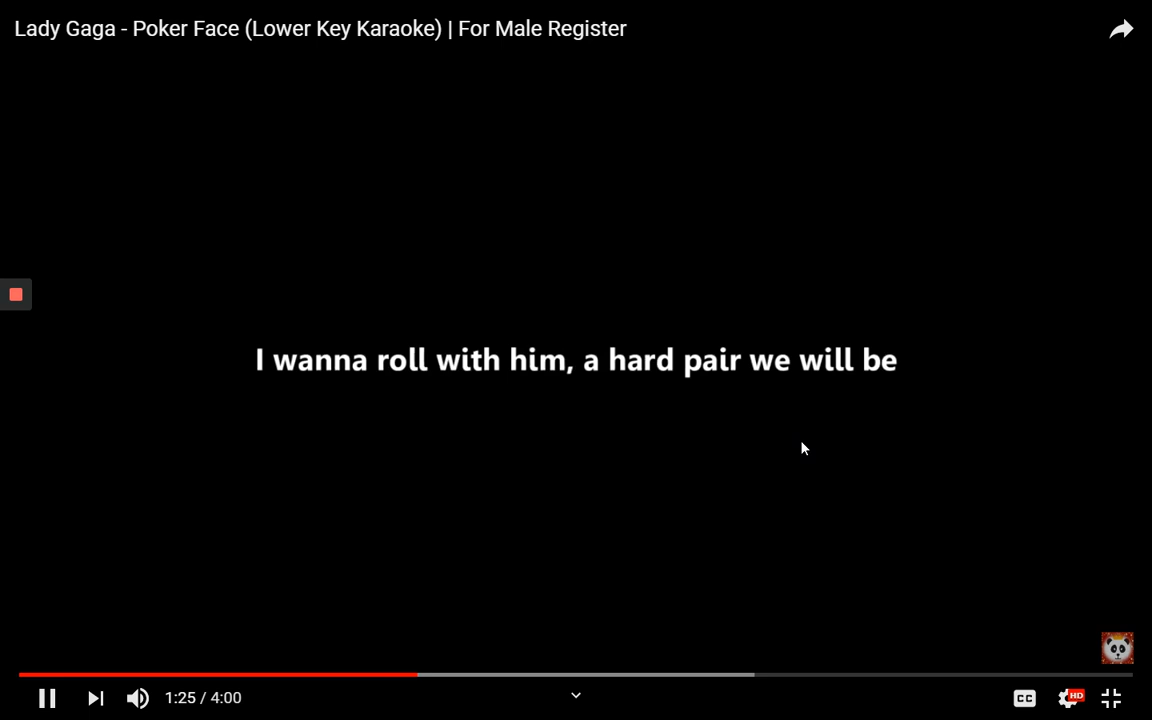 Lady Gaga - Poker Face (Lower Key Karaoke) | For Male Register
I wanna roll with him, a hard pair we will be
1:25 / 4:00
CC
HD